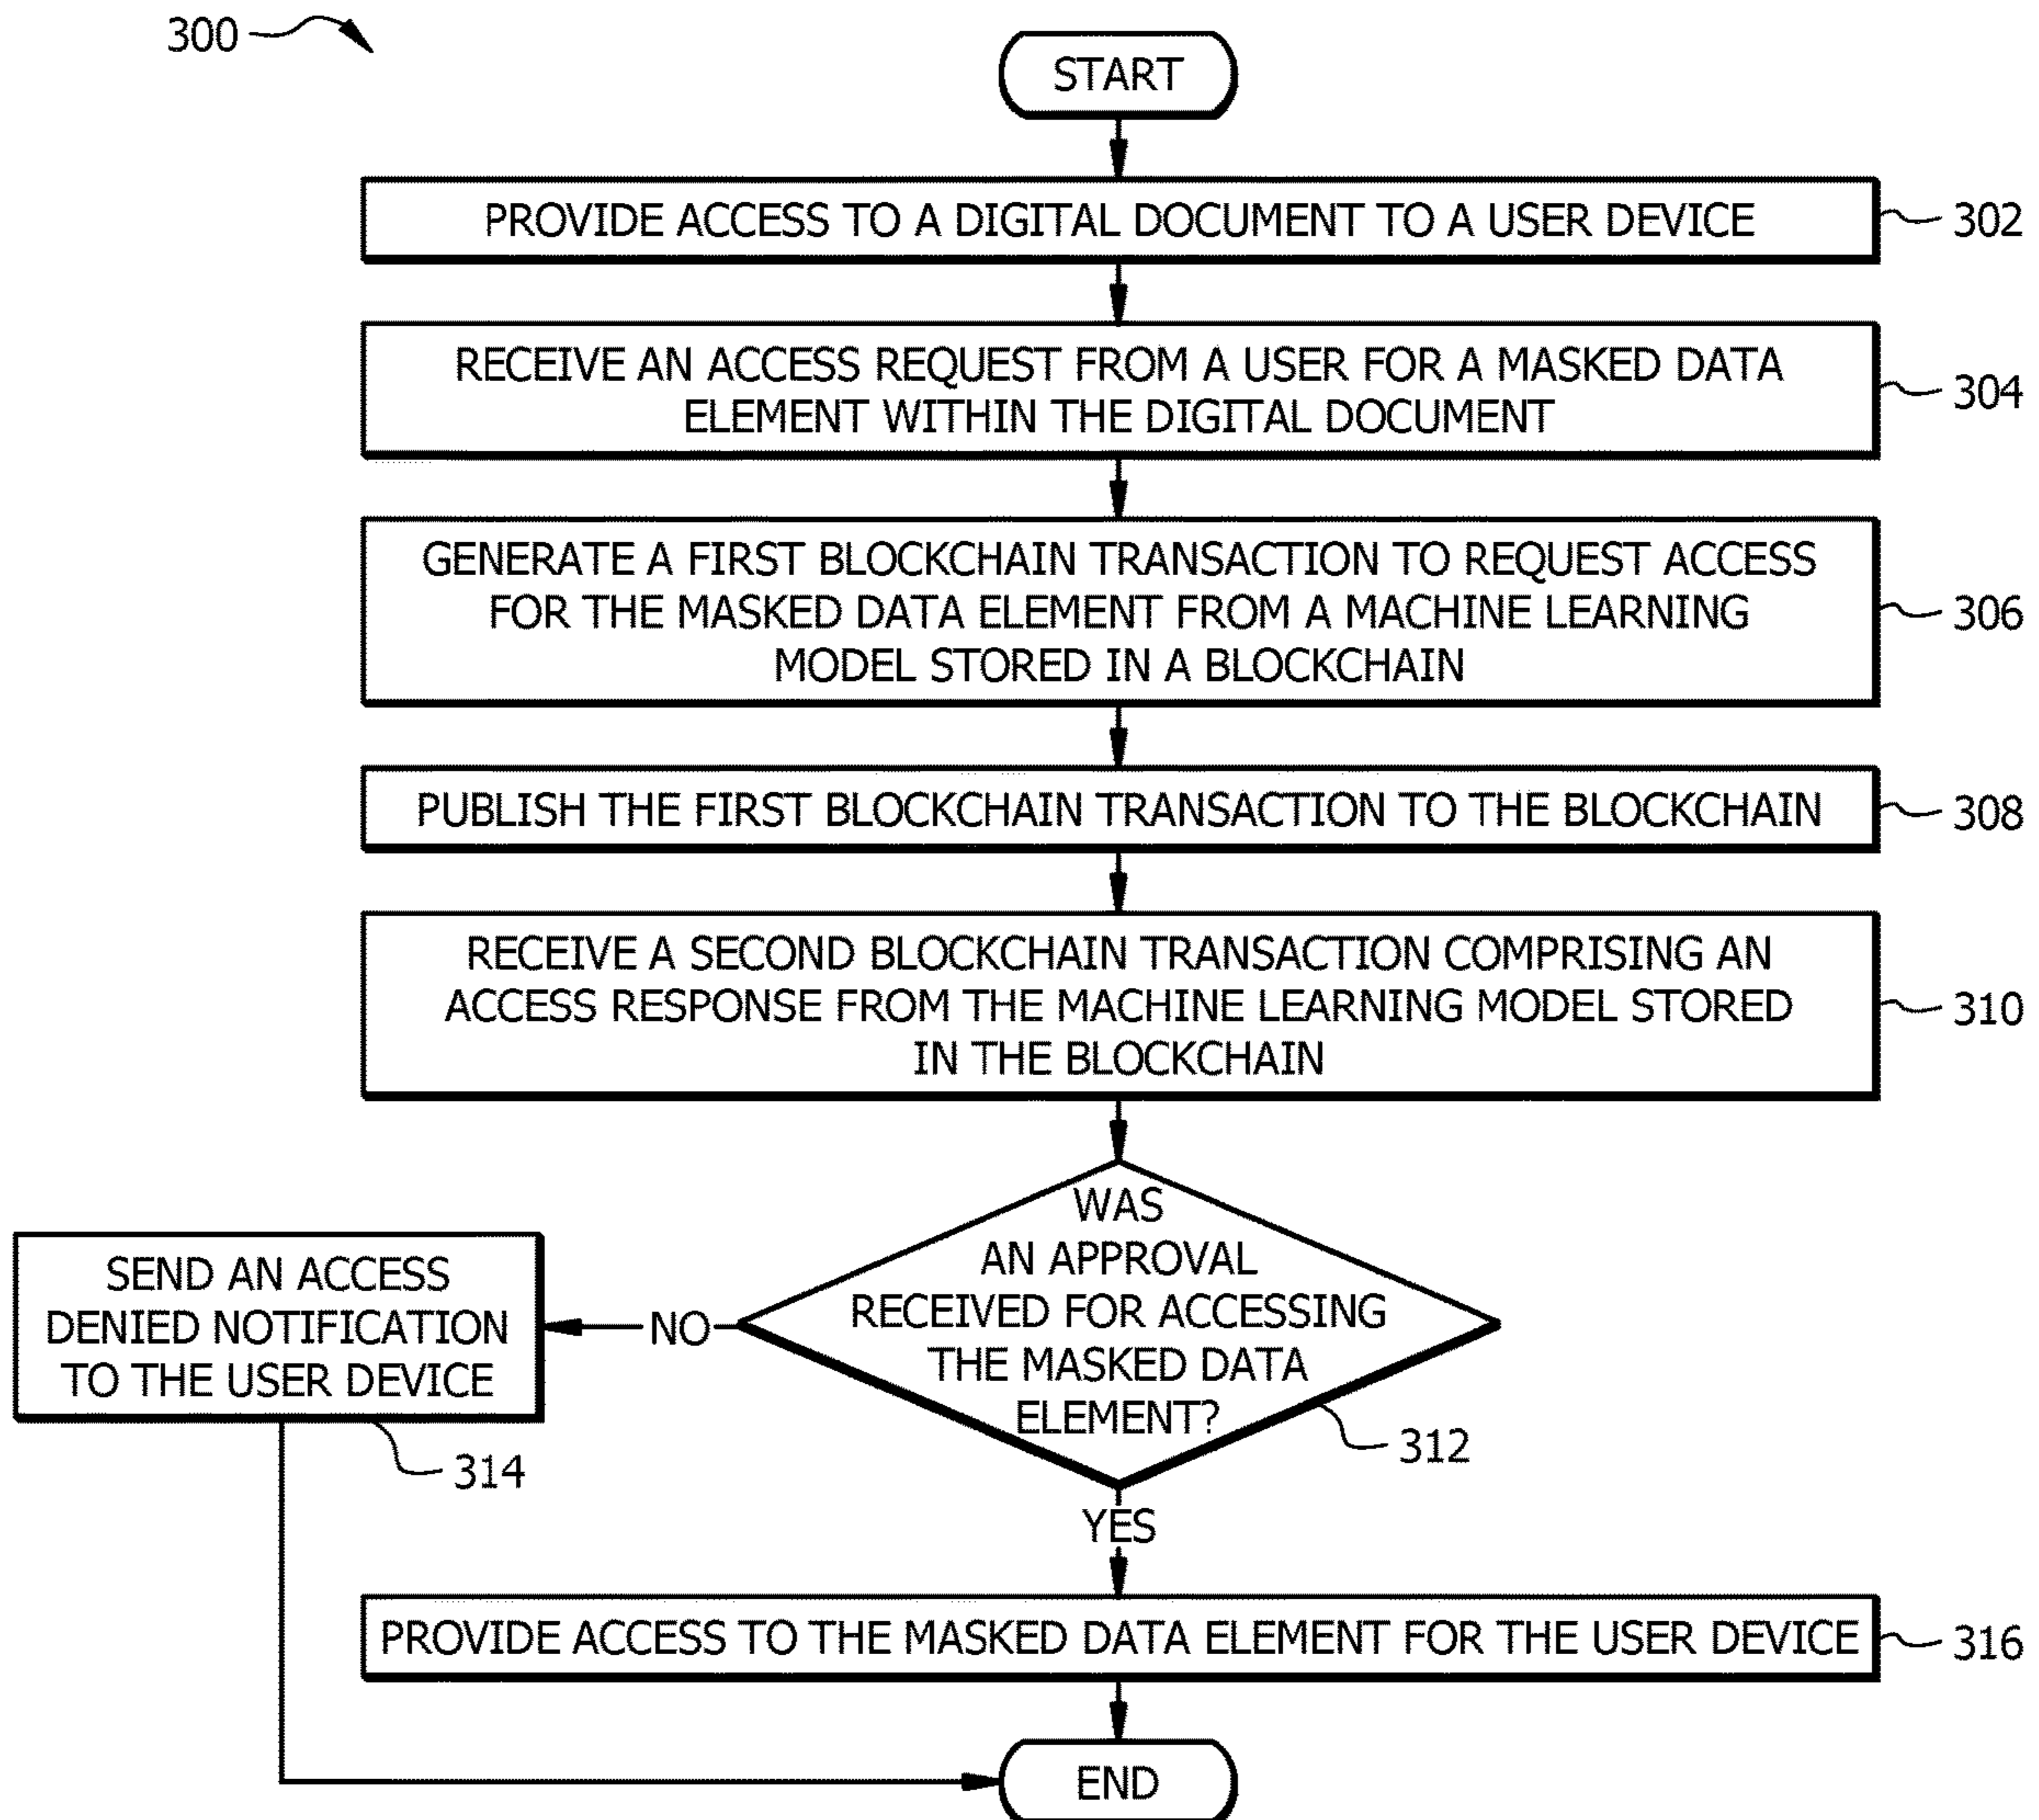 300
START
PROVIDE ACCESS TO A DIGITAL DOCUMENT TO A USER DEVICE
302
RECEIVE AN ACCESS REQUEST FROM A USER FOR A MASKED DATA
ELEMENT WITHIN THE DIGITAL DOCUMENT
304
GENERATE A FIRST BLOCKCHAIN TRANSACTION TO REQUEST ACCESS
FOR THE MASKED DATA ELEMENT FROM A MACHINE LEARNING
MODEL STORED IN A BLOCKCHAIN
306
PUBLISH THE FIRST BLOCKCHAIN TRANSACTION TO THE BLOCKCHAIN
308
RECEIVE A SECOND BLOCKCHAIN TRANSACTION COMPRISING AN
ACCESS RESPONSE FROM THE MACHINE LEARNING MODEL STORED
IN THE BLOCKCHAIN
310
WAS
AN APPROVAL
RECEIVED FOR ACCESSING
THE MASKED DATA
ELEMENT?
312
NO
SEND AN ACCESS
DENIED NOTIFICATION
TO THE USER DEVICE
314
YES
PROVIDE ACCESS TO THE MASKED DATA ELEMENT FOR THE USER DEVICE
316
END